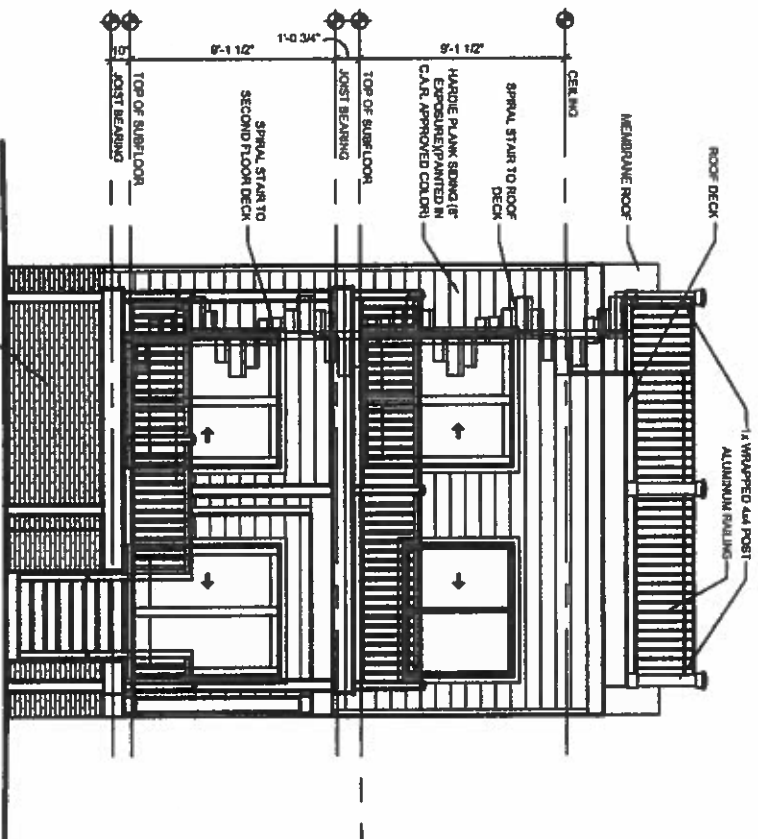 1x WRAPPED 4x4 POST
ALUMINUM RAILING
ROOF DECK
MEMBRANE ROOF
CEILING
SPIRAL STAIR TO ROOF
DECK
HARDIE PLANK SIDING (8"
EXPOSURE)(PAINTED IN
C.A.R. APPROVED COLOR)
9'-1 1/2"
TOP OF SUBFLOOR
1'-0 3/4"
JOIST BEARING
SPIRAL STAIR TO
SECOND FLOOR DECK
9'-1 1/2"
TOP OF SUBFLOOR
10"
JOIST BEARING